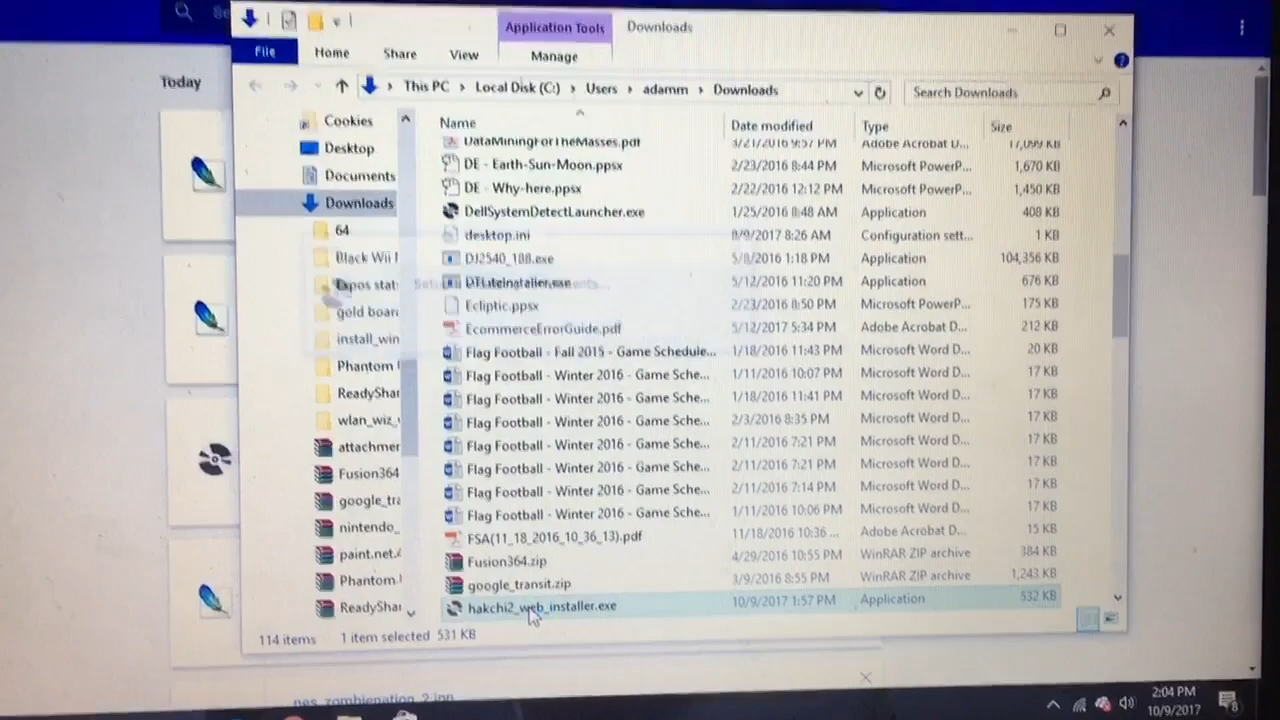 Application Tools Downloads
File Home Share View Manage
This PC Local Disk (C:) Users adamm Downloads Search Downloads
Today
Cookies
Desktop
Documents
Downloads
64
Black Wii
Expos stat
gold board
install_win
Phantom
ReadyShar
wlan_wiz_
attachmer
Fusion364
google_tra
nintendo_
paint.net.
Phantom
ReadyShar
Name Date modified Type Size
DataMiningForTheMasses.pdf 3/21/2016 9:57 PM Adobe Acrobat D... 17,099 KB
DE - Earth-Sun-Moon.ppsx 2/23/2016 8:44 PM Microsoft PowerP... 1,670 KB
DE - Why-here.ppsx 2/22/2016 12:12 PM Microsoft PowerP... 1,450 KB
DellSystemDetectLauncher.exe 1/25/2016 8:48 AM Application 408 KB
desktop.ini 8/9/2017 8:26 AM Configuration sett... 1 KB
DJ2540_188.exe 5/8/2016 1:18 PM Application 104,356 KB
DTLiteInstaller.exe 5/12/2016 11:20 PM Application 676 KB
Ecliptic.ppsx 2/23/2016 8:50 PM Microsoft PowerP... 175 KB
EcommerceErrorGuide.pdf 5/12/2017 5:34 PM Adobe Acrobat D... 212 KB
Flag Football - Fall 2015 - Game Schedule... 1/18/2016 11:43 PM Microsoft Word D... 20 KB
Flag Football - Winter 2016 - Game Sche... 1/11/2016 10:07 PM Microsoft Word D... 17 KB
Flag Football - Winter 2016 - Game Sche... 1/18/2016 11:41 PM Microsoft Word D... 17 KB
Flag Football - Winter 2016 - Game Sche... 2/3/2016 8:35 PM Microsoft Word D... 17 KB
Flag Football - Winter 2016 - Game Sche... 2/11/2016 7:21 PM Microsoft Word D... 17 KB
Flag Football - Winter 2016 - Game Sche... 2/11/2016 7:21 PM Microsoft Word D... 17 KB
Flag Football - Winter 2016 - Game Sche... 2/11/2016 7:14 PM Microsoft Word D... 17 KB
Flag Football - Winter 2016 - Game Sche... 1/11/2016 10:06 PM Microsoft Word D... 17 KB
FSA(11_18_2016_10_36_13).pdf 11/18/2016 10:36 ... Adobe Acrobat D... 15 KB
Fusion364.zip 4/29/2016 10:55 PM WinRAR ZIP archive 384 KB
google_transit.zip 3/9/2016 8:55 PM WinRAR ZIP archive 1,243 KB
hakchi2_web_installer.exe 10/9/2017 1:57 PM Application 532 KB
114 items 1 item selected 531 KB
2:04 PM
10/9/2017
8